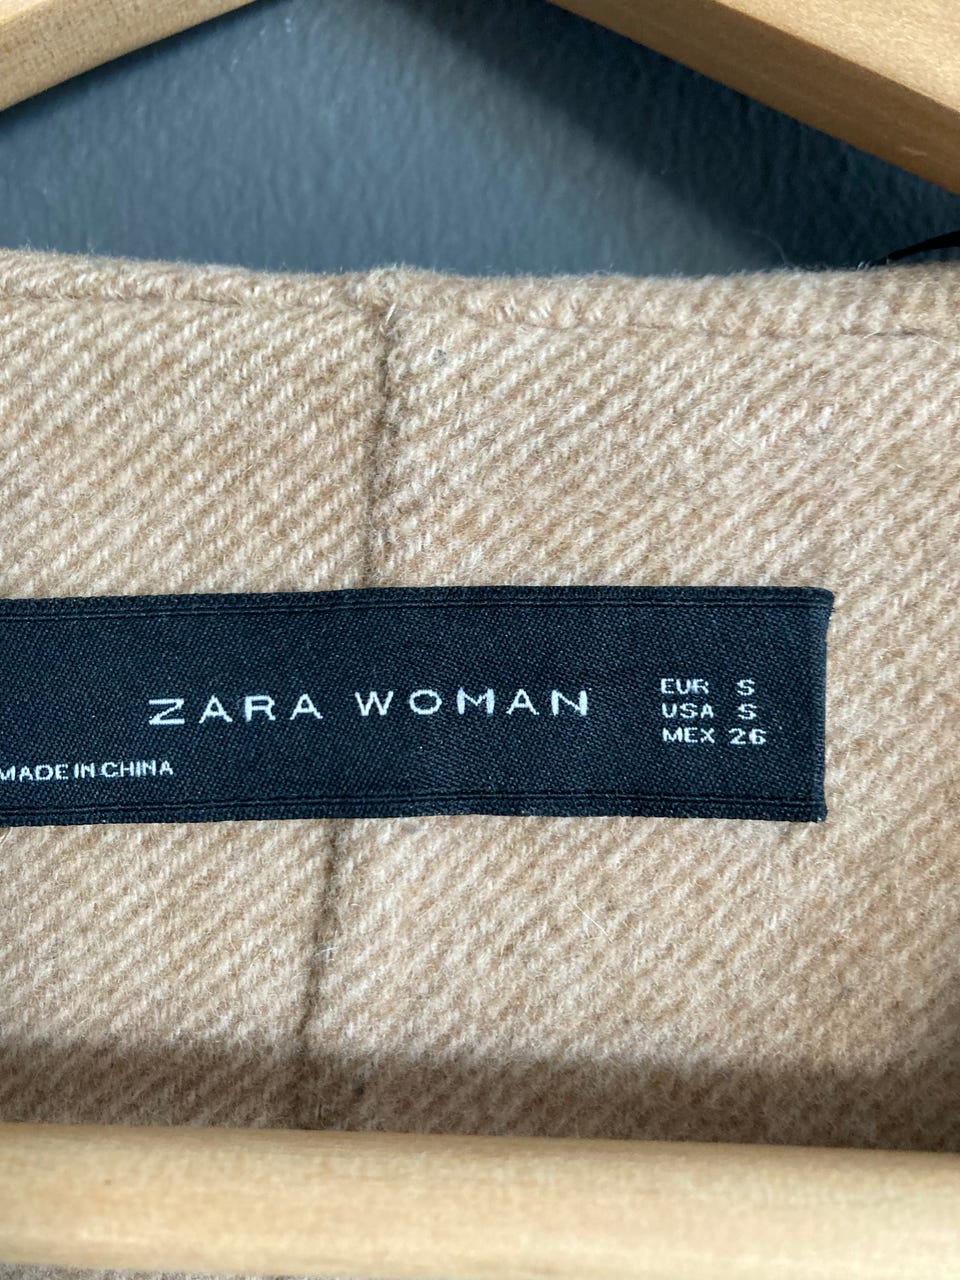 ZARA WOMAN
EUR S
USA S
MEX 26
MADE IN CHINA